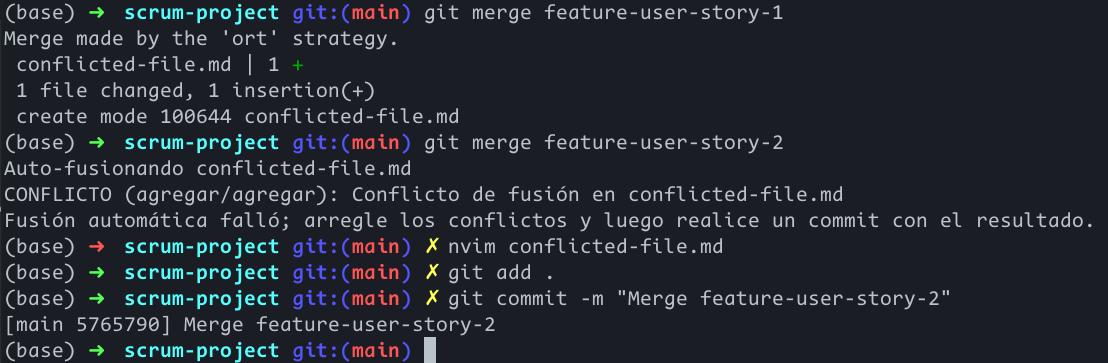 (base) ➜ scrum-project git:(main) git merge feature-user-story-1
Merge made by the 'ort' strategy.
 conflicted-file.md | 1 +
 1 file changed, 1 insertion(+)
 create mode 100644 conflicted-file.md
(base) ➜ scrum-project git:(main) git merge feature-user-story-2
Auto-fusionando conflicted-file.md
CONFLICTO (agregar/agregar): Conflicto de fusión en conflicted-file.md
Fusión automática falló; arregle los conflictos y luego realice un commit con el resultado.
(base) ➜ scrum-project git:(main) ✗ nvim conflicted-file.md
(base) ➜ scrum-project git:(main) ✗ git add .
(base) ➜ scrum-project git:(main) ✗ git commit -m "Merge feature-user-story-2"
[main 5765790] Merge feature-user-story-2
(base) ➜ scrum-project git:(main)